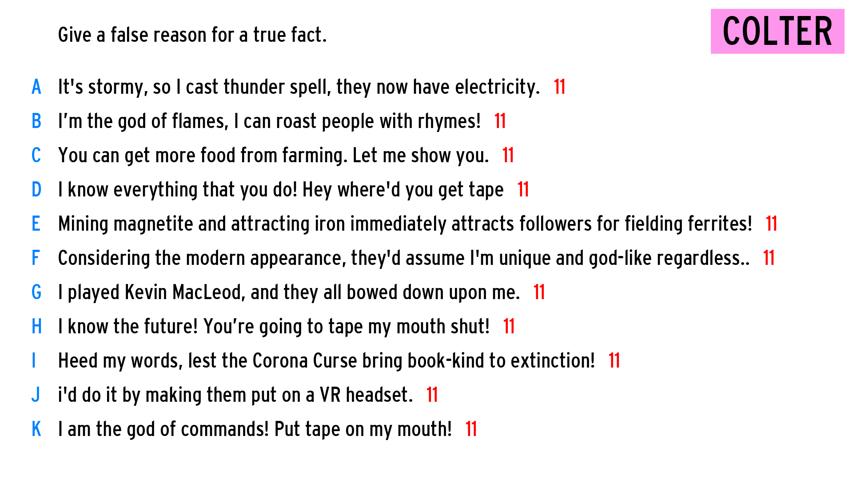 Give a false reason for a true fact.
COLTER
A It's stormy, so I cast thunder spell, they now have electricity. 11
B I’m the god of flames, I can roast people with rhymes! 11
C You can get more food from farming. Let me show you. 11
D I know everything that you do! Hey where'd you get tape 11
E Mining magnetite and attracting iron immediately attracts followers for fielding ferrites! 11
F Considering the modern appearance, they'd assume I'm unique and god-like regardless.. 11
G I played Kevin MacLeod, and they all bowed down upon me. 11
H I know the future! You’re going to tape my mouth shut! 11
I Heed my words, lest the Corona Curse bring book-kind to extinction! 11
J i'd do it by making them put on a VR headset. 11
K I am the god of commands! Put tape on my mouth! 11